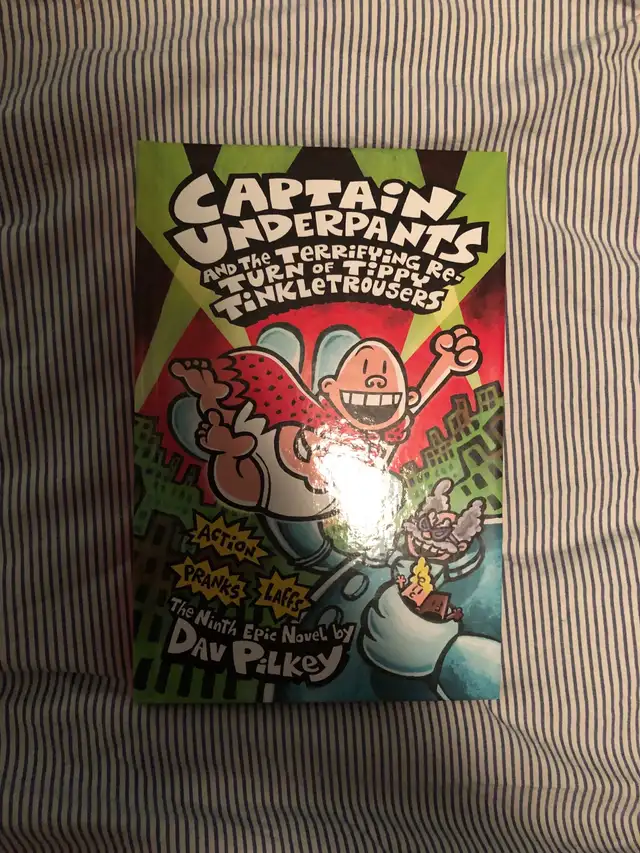 CAPTAIN
UNDERPANTS
AND THE TERRIFYING RE-
TURN OF TIPPY
TINKLETROUSERS
ACTION
PRANKS
LAFFS
The Ninth Epic Novel by
DAV PILKEY